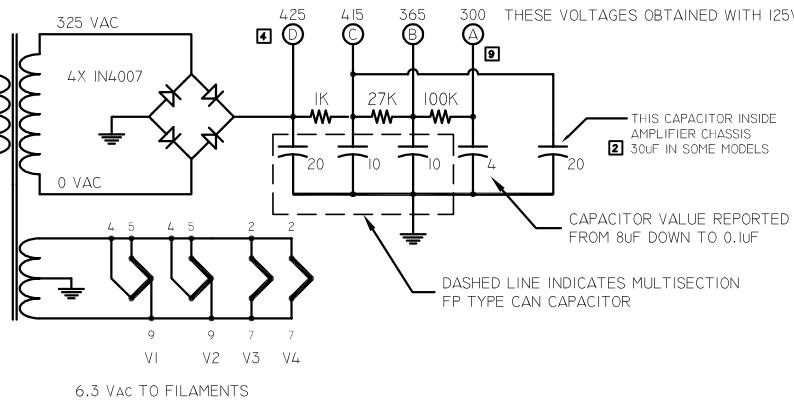 425 415 365 300 THESE VOLTAGES OBTAINED WITH 125V
4 D C B A
9
325 VAC
4X IN4007
1K 27K 100K
THIS CAPACITOR INSIDE
AMPLIFIER CHASSIS
2 30uF IN SOME MODELS
20 10 10 4 20
0 VAC
CAPACITOR VALUE REPORTED
FROM 8uF DOWN TO 0.1uF
4 5 4 5 2 2
DASHED LINE INDICATES MULTISECTION
FP TYPE CAN CAPACITOR
9 9 7 7
V1 V2 V3 V4
6.3 VAC TO FILAMENTS